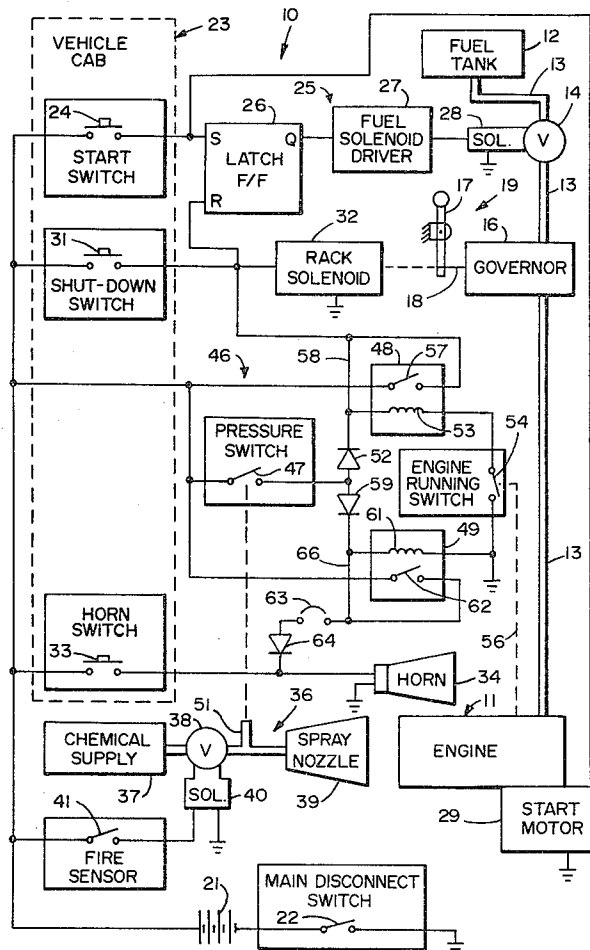 23
10
VEHICLE
CAB
FUEL
TANK
12
13
14
24
START
SWITCH
26
25
27
28
S
Q
LATCH
F/F
R
FUEL
SOLENOID
DRIVER
SOL.
V
13
17
19
31
32
16
SHUT-DOWN
SWITCH
RACK
SOLENOID
18
GOVERNOR
46
58
48
57
53
54
PRESSURE
SWITCH
47
52
59
ENGINE
RUNNING
SWITCH
61
49
66
62
13
63
56
HORN
SWITCH
33
64
HORN
34
11
38
51
36
CHEMICAL
SUPPLY
37
V
SPRAY
NOZZLE
39
ENGINE
SOL.
40
41
FIRE
SENSOR
29
START
MOTOR
21
MAIN DISCONNECT
SWITCH
22